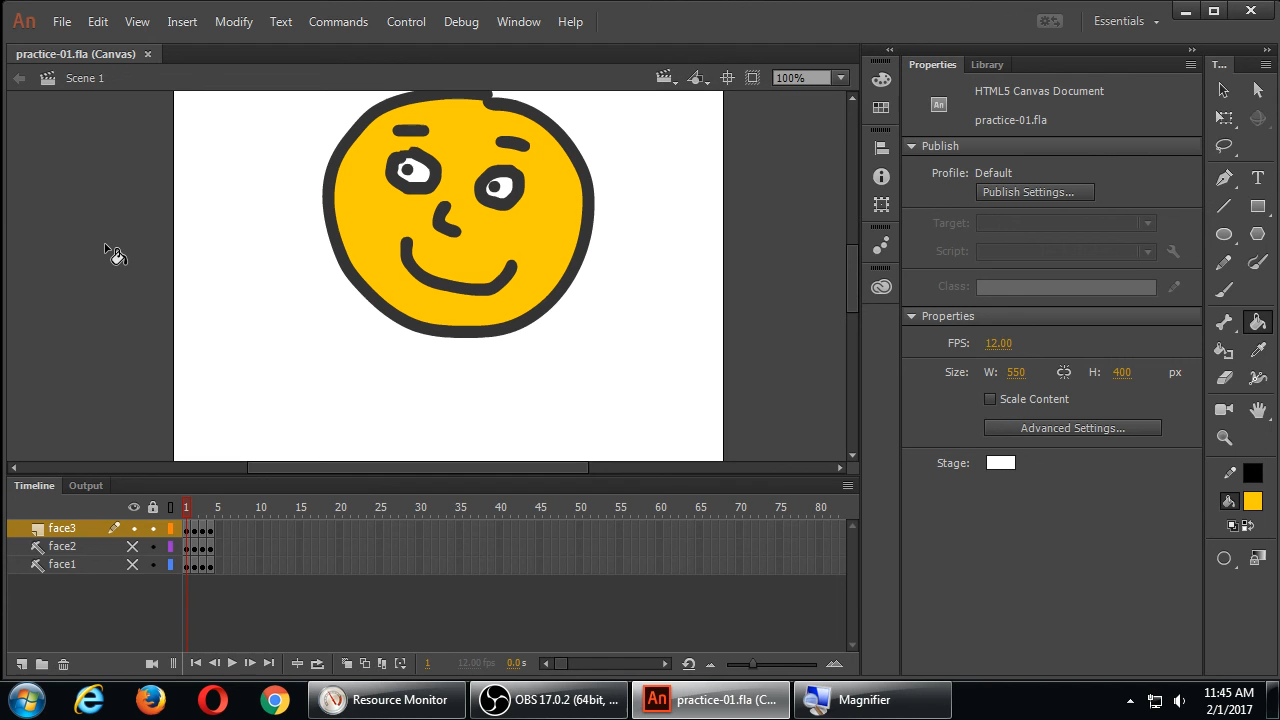 An File Edit View Insert Modify Text Commands Control Debug Window Help Essentials
practice-01.fla (Canvas) ×
Scene 1 100%
Properties Library T...
An HTML5 Canvas Document
practice-01.fla
Publish
Profile: Default
Publish Settings...
Target:
Script:
Class:
Properties
FPS: 12.00
Size: W: 550 H: 400 px
Scale Content
Advanced Settings...
Stage:
Timeline Output
1 5 10 15 20 25 30 35 40 45 50 55 60 65 70 75 80
face3
face2
face1
1 12.00 fps 0.0s
Resource Monitor
OBS 17.0.2 (64bit, ...
An practice-01.fla (C...
Magnifier
11:45 AM
2/1/2017